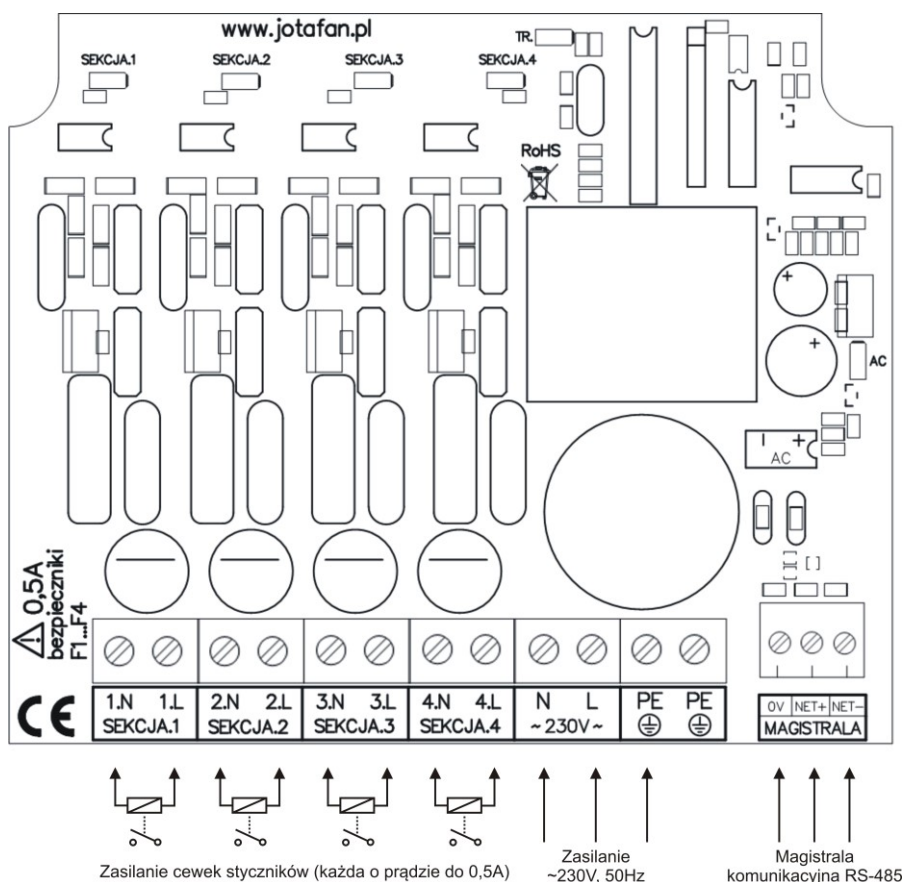 www.jotafan.pl
TR.
SEKCJA.1
SEKCJA.2
SEKCJA.3
SEKCJA.4
RoHS
+
+
AC
- +
AC
⚠ 0,5A
bezpieczniki
F1...F4
CE
1.N 1.L
SEKCJA.1
2.N 2.L
SEKCJA.2
3.N 3.L
SEKCJA.3
4.N 4.L
SEKCJA.4
N L
~230V~
PE PE
0V NET+ NET-
MAGISTRALA
Zasilanie cewek styczników (każda o prądzie do 0,5A)
Zasilanie
~230V, 50Hz
Magistrala
komunikacyjna RS-485